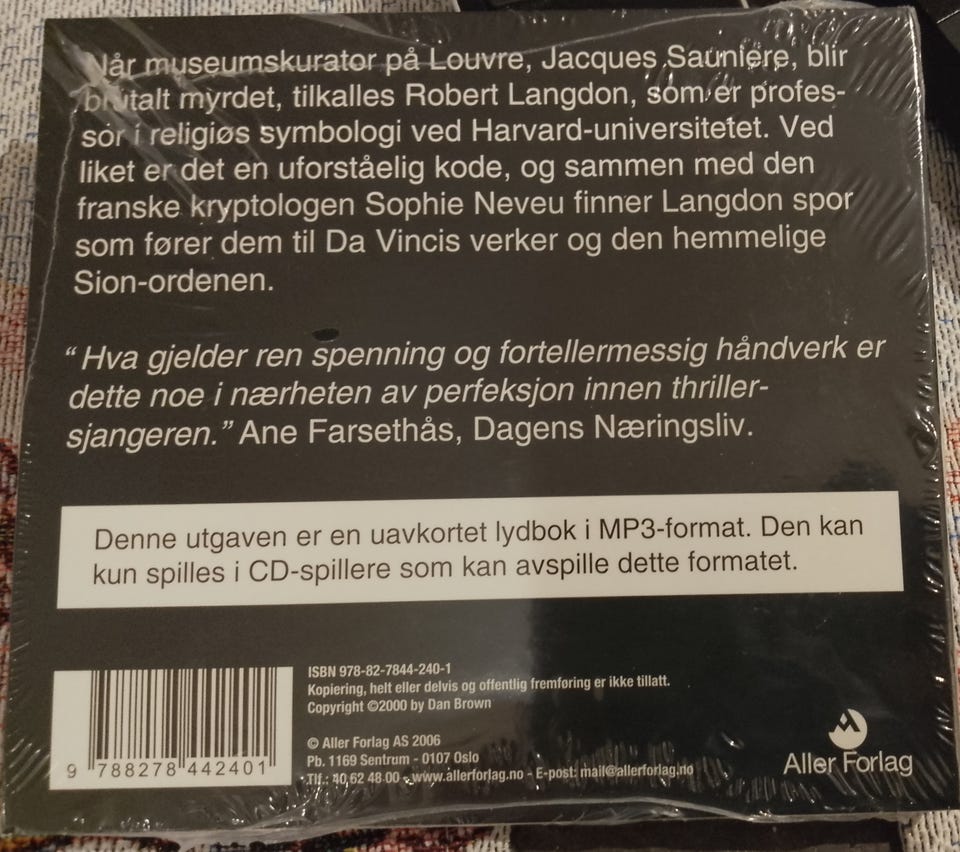 Når museumskurator på Louvre, Jacques Saunière, blir
brutalt myrdet, tilkalles Robert Langdon, som er profes-
sor i religiøs symbologi ved Harvard-universitetet. Ved
liket er det en uforståelig kode, og sammen med den
franske kryptologen Sophie Neveu finner Langdon spor
som fører dem til Da Vincis verker og den hemmelige
Sion-ordenen.
“Hva gjelder ren spenning og fortellermessig håndverk er
dette noe i nærheten av perfeksjon innen thriller-
sjangeren.” Ane Farsethås, Dagens Næringsliv.
Denne utgaven er en uavkortet lydbok i MP3-format. Den kan
kun spilles i CD-spillere som kan avspille dette formatet.
ISBN 978-82-7844-240-1
Kopiering, helt eller delvis og offentlig fremføring er ikke tillatt.
Copyright ©2000 by Dan Brown
© Aller Forlag AS 2006
Pb. 1169 Sentrum - 0107 Oslo
Tlf.: 40 62 48 00 - www.allerforlag.no - E-post: mail@allerforlag.no
9 788278 442401
Aller Forlag